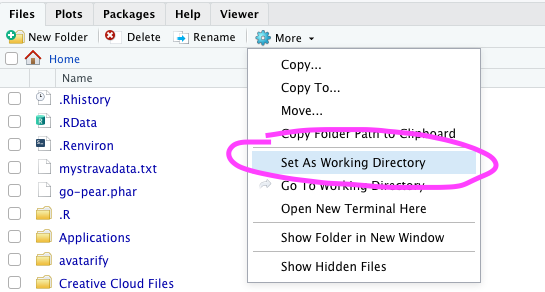 Files Plots Packages Help Viewer
New Folder Delete Rename More
Home
Name
.Rhistory
.RData
.Renviron
mystravadata.txt
go-pear.phar
.R
Applications
avatarify
Creative Cloud Files
Copy...
Copy To...
Move...
Copy Folder Path to Clipboard
Set As Working Directory
Go To Working Directory
Open New Terminal Here
Show Folder in New Window
Show Hidden Files